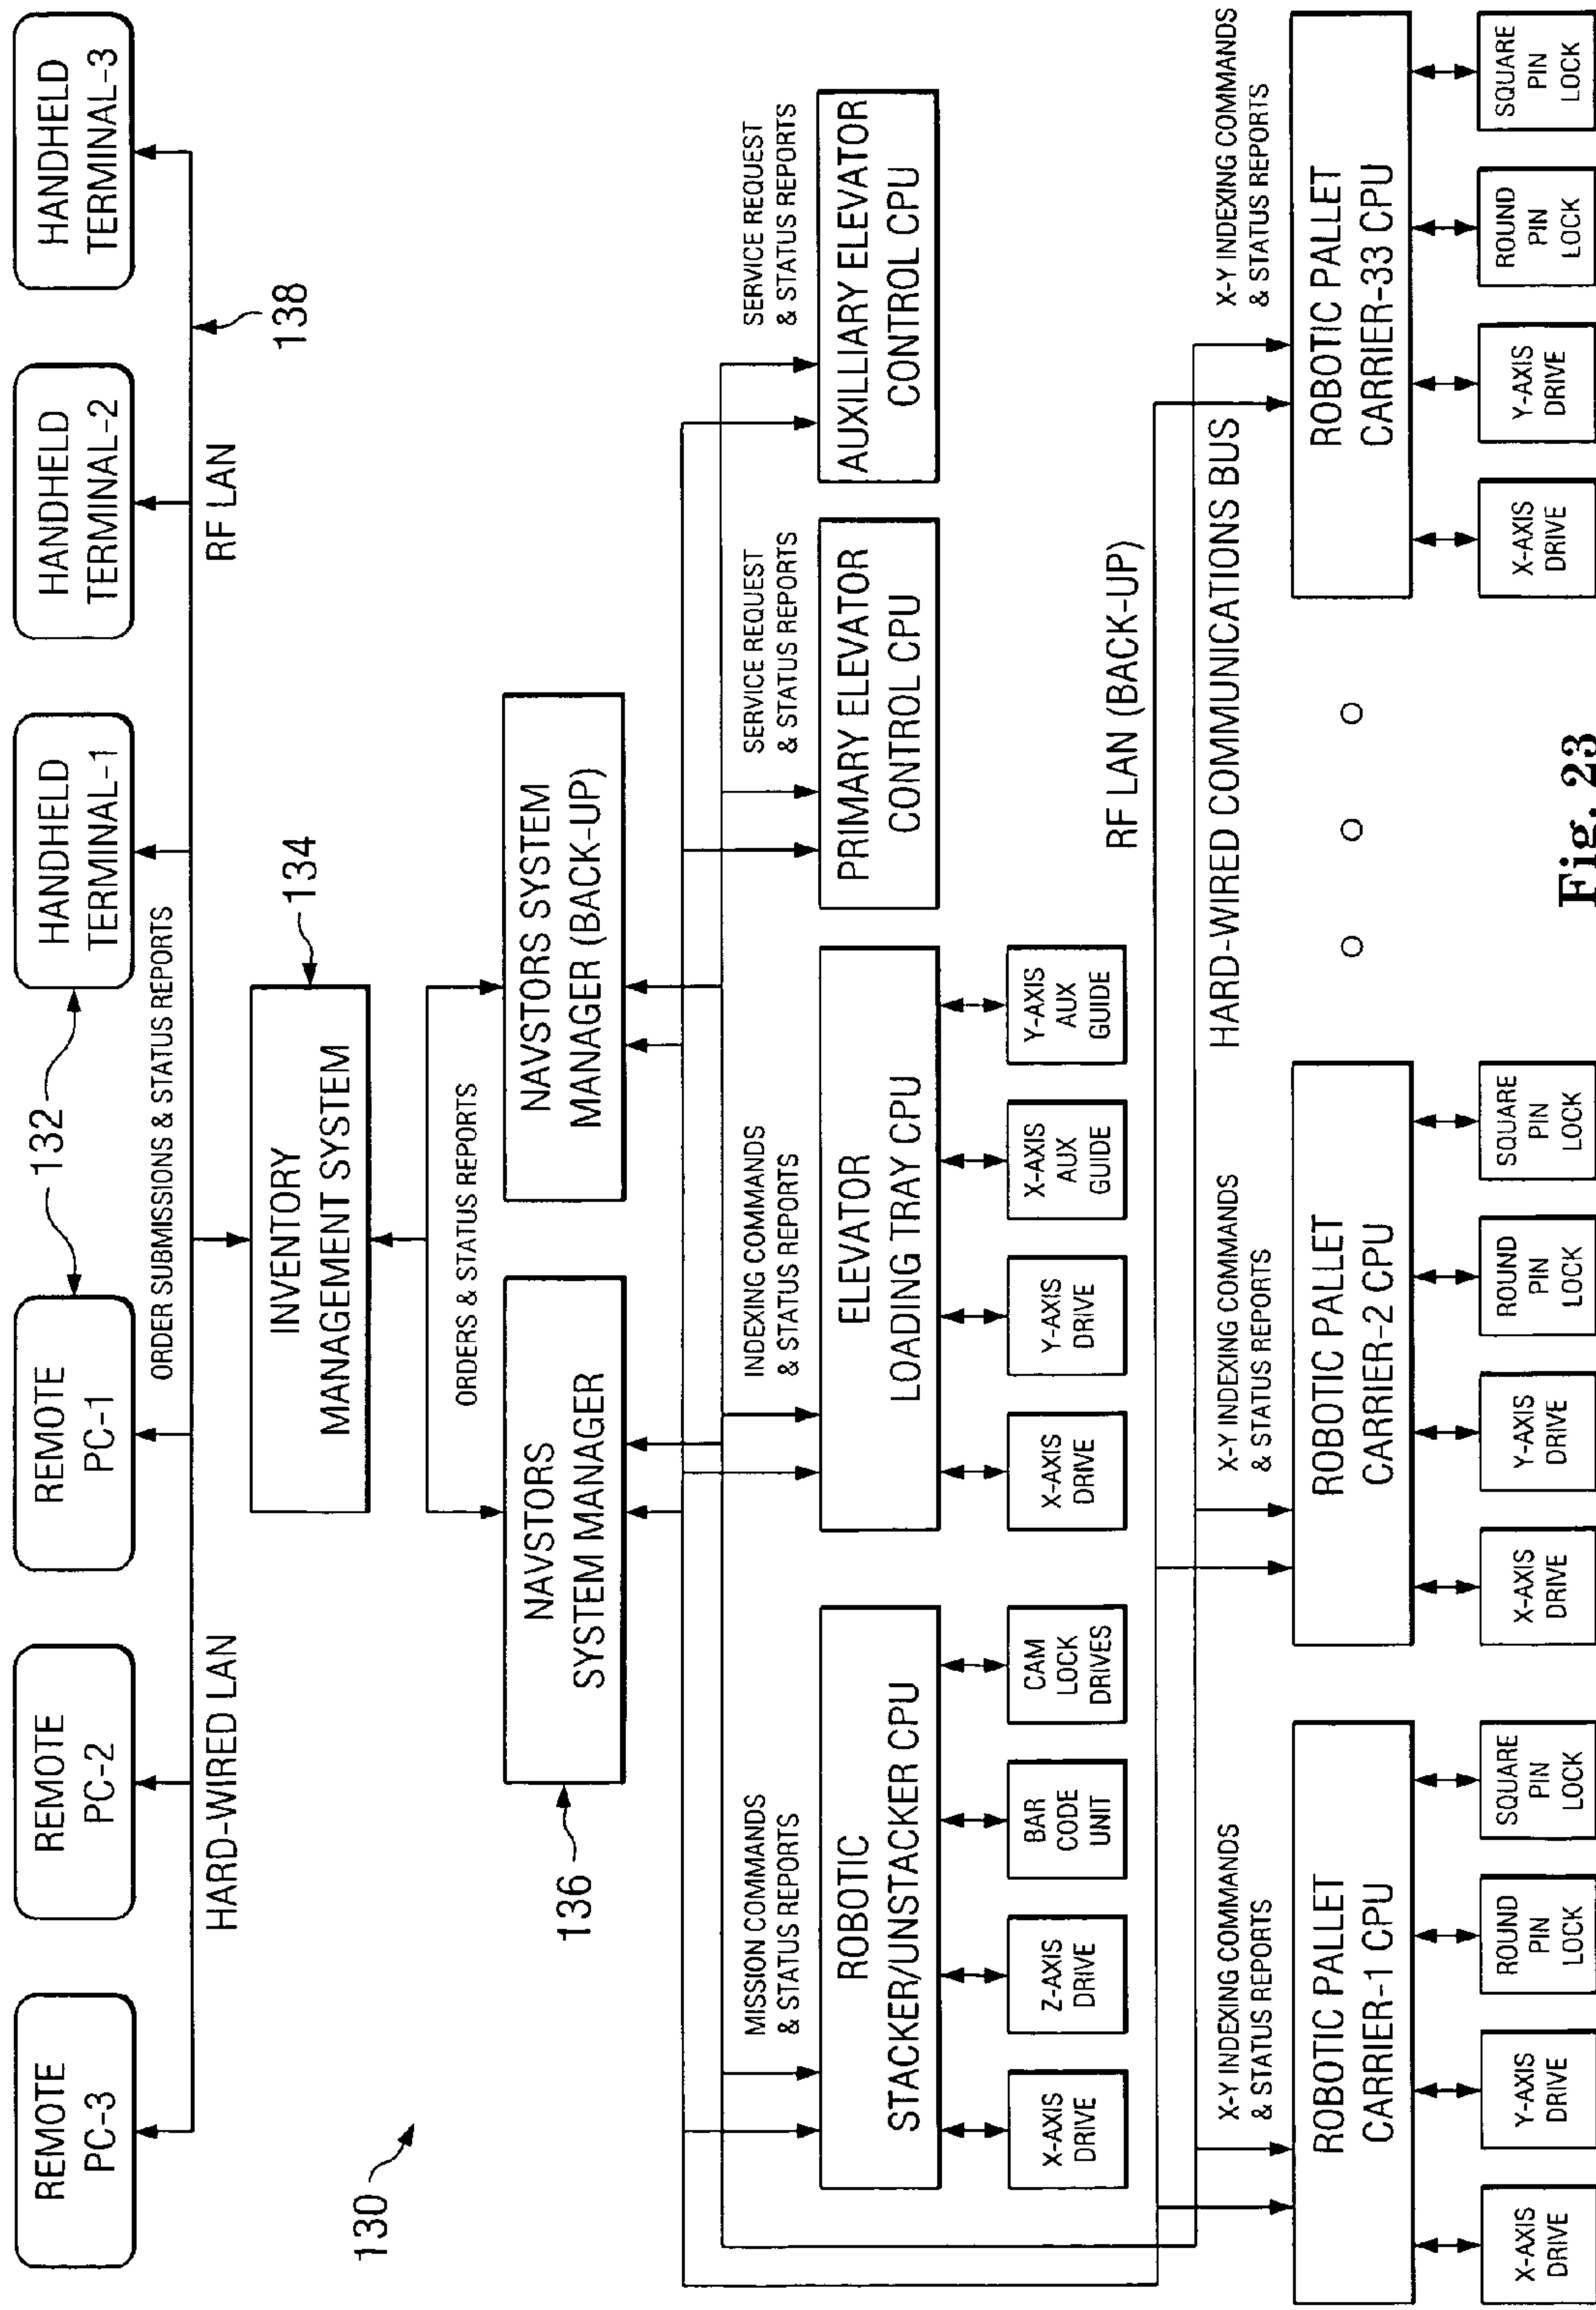 REMOTE
PC-3
REMOTE
PC-2
REMOTE
PC-1
HANDHELD
TERMINAL-1
HANDHELD
TERMINAL-2
HANDHELD
TERMINAL-3
132
HARD-WIRED LAN
ORDER SUBMISSIONS & STATUS REPORTS
RF LAN
138
130
INVENTORY
MANAGEMENT SYSTEM
134
ORDERS & STATUS REPORTS
136
NAVSTORS
SYSTEM MANAGER
NAVSTORS SYSTEM
MANAGER (BACK-UP)
MISSION COMMANDS
& STATUS REPORTS
INDEXING COMMANDS
& STATUS REPORTS
SERVICE REQUEST
& STATUS REPORTS
SERVICE REQUEST
& STATUS REPORTS
ROBOTIC
STACKER/UNSTACKER CPU
ELEVATOR
LOADING TRAY CPU
PRIMARY ELEVATOR
CONTROL CPU
AUXILLIARY ELEVATOR
CONTROL CPU
X-AXIS
DRIVE
Z-AXIS
DRIVE
BAR
CODE
UNIT
CAM
LOCK
DRIVES
X-AXIS
DRIVE
Y-AXIS
DRIVE
X-AXIS
AUX
GUIDE
Y-AXIS
AUX
GUIDE
RF LAN (BACK-UP)
HARD-WIRED COMMUNICATIONS BUS
X-Y INDEXING COMMANDS
& STATUS REPORTS
X-Y INDEXING COMMANDS
& STATUS REPORTS
X-Y INDEXING COMMANDS
& STATUS REPORTS
ROBOTIC PALLET
CARRIER-1 CPU
ROBOTIC PALLET
CARRIER-2 CPU
ROBOTIC PALLET
CARRIER-33 CPU
X-AXIS
DRIVE
Y-AXIS
DRIVE
ROUND
PIN
LOCK
SQUARE
PIN
LOCK
X-AXIS
DRIVE
Y-AXIS
DRIVE
ROUND
PIN
LOCK
SQUARE
PIN
LOCK
X-AXIS
DRIVE
Y-AXIS
DRIVE
ROUND
PIN
LOCK
SQUARE
PIN
LOCK
Fig. 23